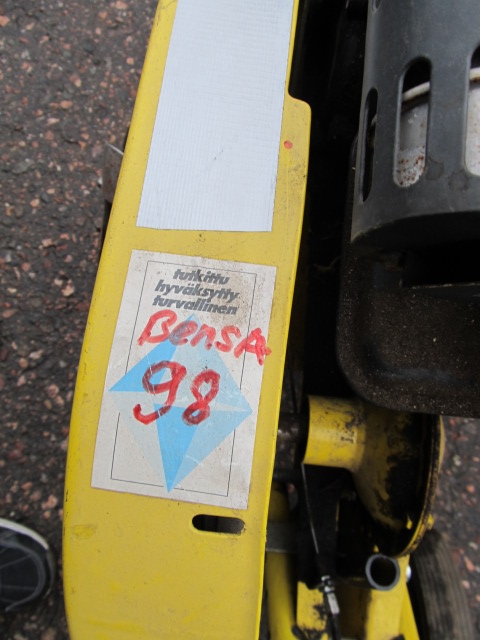 tutkittu
hyväksytty
turvallinen
BensA
98